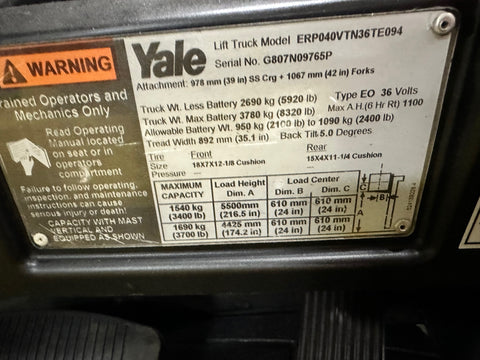 WARNING
Yale
Lift Truck Model ERP040VTN36TE094
Serial No. G807N09765P
Attachment: 978 mm (39 in) SS Crg + 1067 mm (42 in) Forks
Truck Wt. Less Battery 2690 kg (5920 lb) Type EO 36 Volts
Truck Wt. Max Battery 3780 kg (8320 lb) Max A.H.(6 Hr Rt) 1100
Allowable Battery Wt. 950 kg (2100 lb) to 1090 kg (2400 lb)
Tread Width 892 mm (35.1 in) Back Tilt 5.0 Degrees
Tire Front Rear
Size 18X7X12-1/8 Cushion 15X4X11-1/4 Cushion
Pressure --- ---
rained Operators and
Mechanics Only
Read Operating
Manual located
on seat or in
operators
compartment
Failure to follow operating,
inspection, and maintenance
instructions can cause
serious injury or death!
CAPACITY WITH MAST
VERTICAL AND
EQUIPPED AS SHOWN
MAXIMUM CAPACITY Load Height Dim. A Load Center Dim. B Dim. C
1540 kg (3400 lb) 5500mm (216.5 in) 610 mm (24 in) 610 mm (24 in)
1690 kg (3700 lb) 4425 mm (174.2 in) 610 mm (24 in) 610 mm (24 in)
C
B
A